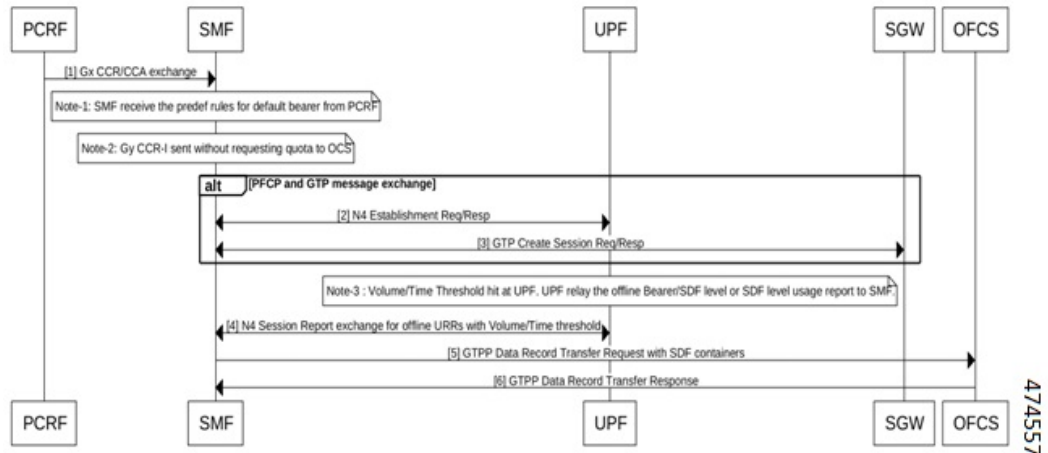 PCRF SMF UPF SGW OFCS
[1] Gx CCR/CCA exchange
Note-1: SMF receive the predef rules for default bearer from PCRF
Note-2: Gy CCR-I sent without requesting quota to OCS
alt [PFCP and GTP message exchange]
[2] N4 Establishment Req/Resp
[3] GTP Create Session Req/Resp
Note-3 : Volume/Time Threshold hit at UPF. UPF relay the offline Bearer/SDF level or SDF level usage report to SMF.
[4] N4 Session Report exchange for offline URRs with Volume/Time threshold
[5] GTPP Data Record Transfer Request with SDF containers
[6] GTPP Data Record Transfer Response
PCRF SMF UPF SGW OFCS
474557